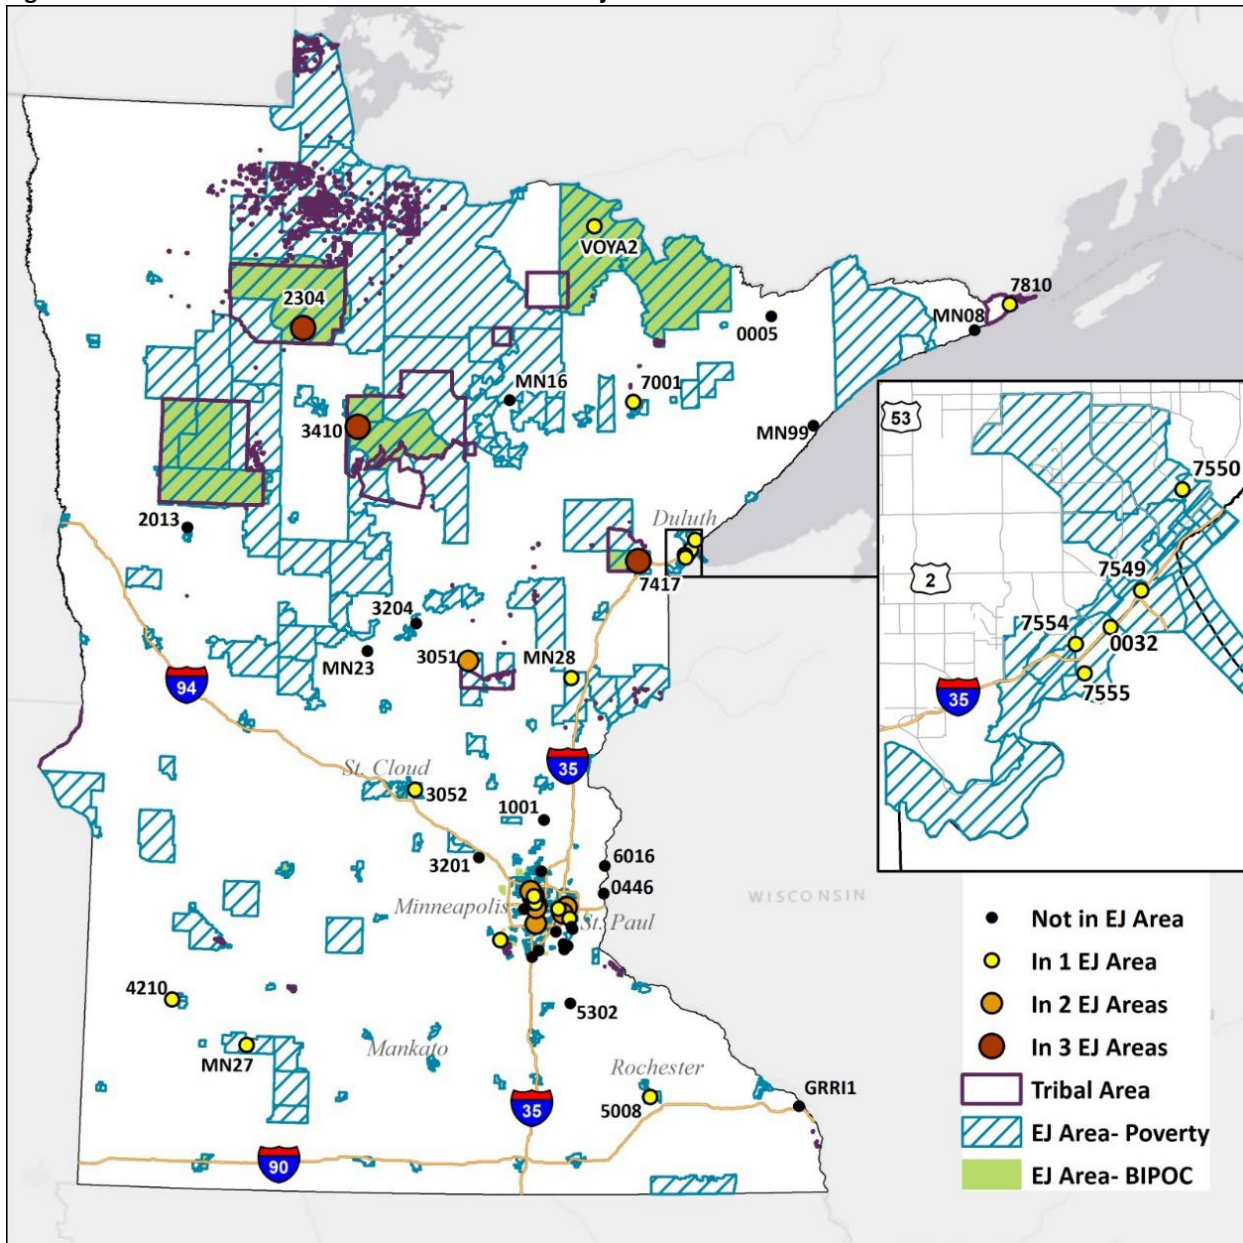 2304
VOYA2
7810
MN08
0005
MN16
7001
3410
MN99
2013
Duluth
7417
3204
MN23
3051
MN28
94
35
St. Cloud
3052
1001
3201
6016
0446
Minneapolis
St. Paul
WISCONSIN
4210
5302
MN27
Mankato
Rochester
5008
GRRI1
35
90
53
7550
2
7549
7554
0032
7555
35
Not in EJ Area
In 1 EJ Area
In 2 EJ Areas
In 3 EJ Areas
Tribal Area
EJ Area- Poverty
EJ Area- BIPOC